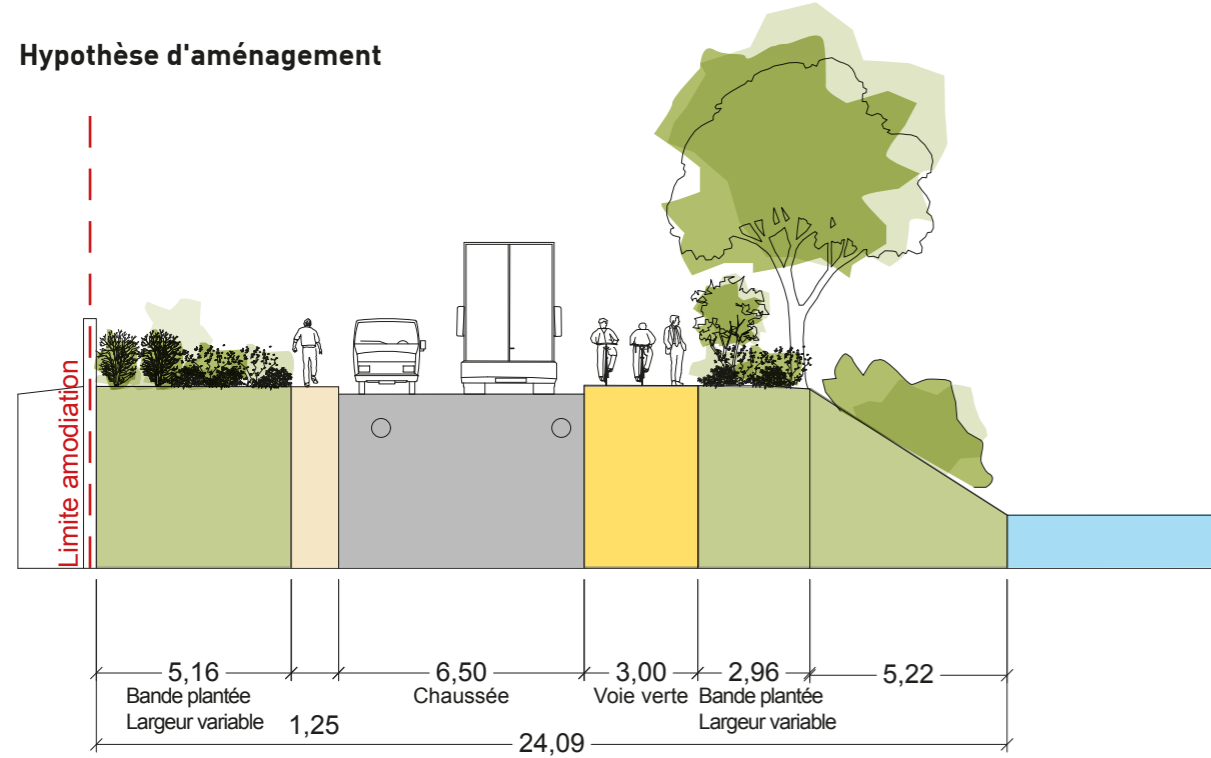 Hypothèse d'aménagement
Limite amodiation
5,16
Bande plantée
Largeur variable
1,25
6,50
Chaussée
3,00
Voie verte
2,96
Bande plantée
Largeur variable
5,22
24,09